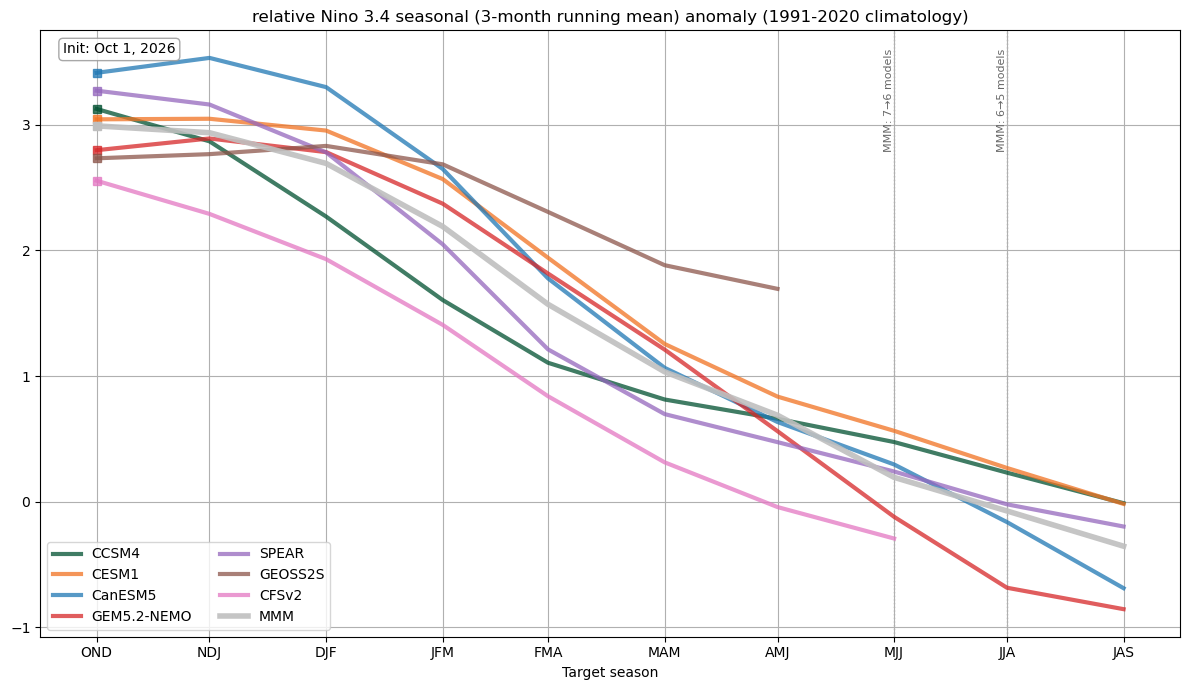 relative Nino 3.4 seasonal (3-month running mean) anomaly (1991-2020 climatology)
Init: Oct 1, 2026
MMM: 7→6 models
MMM: 6→5 models
3
2
1
0
−1
CCSM4
CESM1
CanESM5
GEM5.2-NEMO
SPEAR
GEOSS2S
CFSv2
MMM
OND NDJ DJF JFM FMA MAM AMJ MJJ JJA JAS
Target season